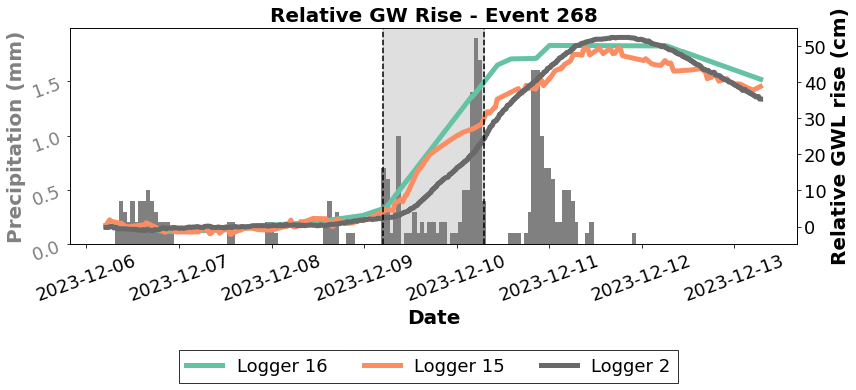 Relative GW Rise - Event 268
Precipitation (mm)
1.5
1.0
0.5
0.0
50
40
30
20
10
0
Relative GWL rise (cm)
2023-12-06
2023-12-07
2023-12-08
2023-12-09
2023-12-10
2023-12-11
2023-12-12
2023-12-13
Date
Logger 16
Logger 15
Logger 2